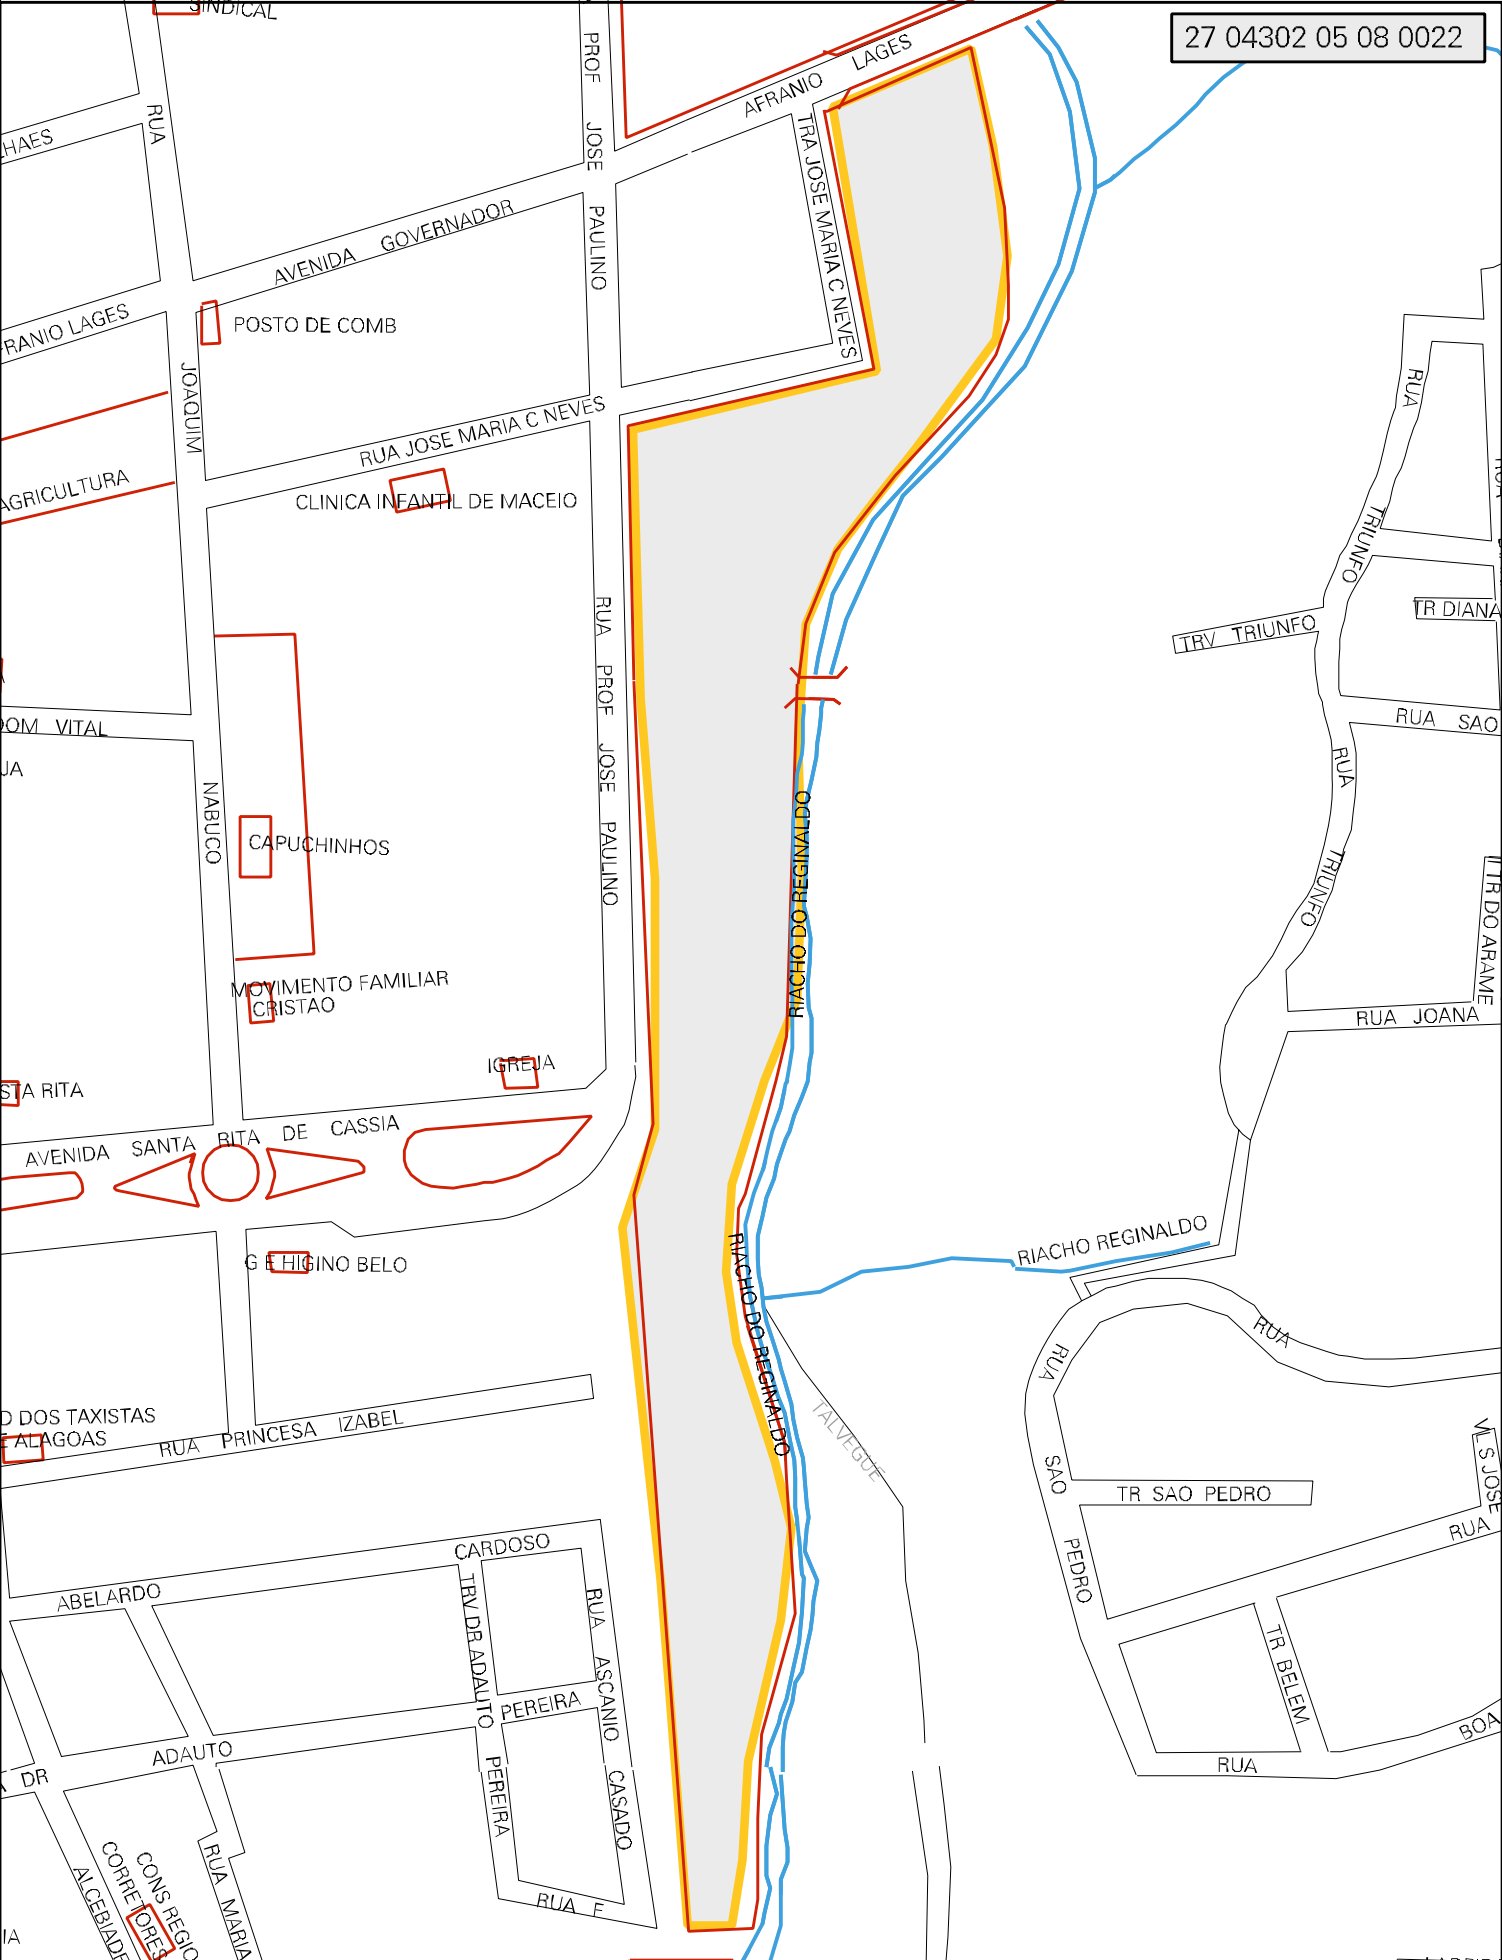 SINDICAL
27 04302 05 08 0022
PROF JOSE PAULINO
AFRANIO LAGES
RUA JOAQUIM NABUCO
TRA JOSE MARIA C NEVES
AVENIDA GOVERNADOR
POSTO DE COMB
RANIO LAGES
RUA JOSE MARIA C NEVES
AGRICULTURA
CLINICA INFANTIL DE MACEIO
RUA PROF JOSE PAULINO
RUA TRIUNFO
TR DIANA
TRV TRIUNFO
RUA SAO
OM VITAL
RUA TRIUNFO
CAPUCHINHOS
RIACHO DO REGINALDO
TR DO ARAME
MOVIMENTO FAMILIAR
CRISTAO
RUA JOANA
IGREJA
STA RITA
AVENIDA SANTA RITA DE CASSIA
RIACHO REGINALDO
G E HIGINO BELO
RIACHO DO REGINALDO
RUA
RUA SAO PEDRO
TALVEGUE
D DOS TAXISTAS
E ALAGOAS
RUA PRINCESA IZABEL
VL S JOSE
TR SAO PEDRO
RUA
ABELARDO CARDOSO
TRV DR ADAUTO PEREIRA
RUA ASCANIO CASADO
TR BELEM
DR ADAUTO PEREIRA
RUA BOA
RUA F
CONS REGIO
CORRETORES
ALCEBIADE
RUA MARIA
IA